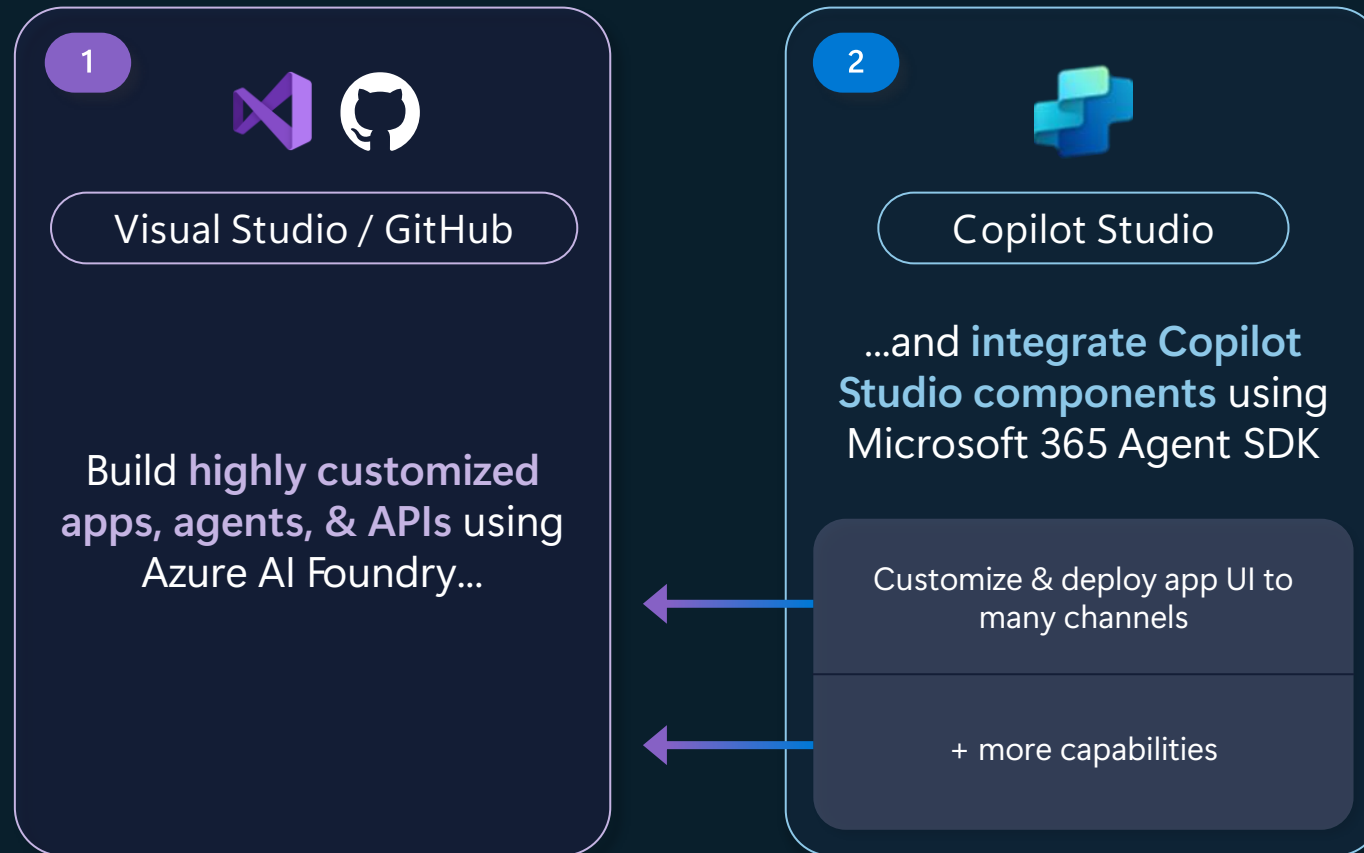 1
Visual Studio / GitHub
Build highly customized
apps, agents, & APIs using
Azure AI Foundry...
2
Copilot Studio
...and integrate Copilot
Studio components using
Microsoft 365 Agent SDK
Customize & deploy app UI to
many channels
+ more capabilities